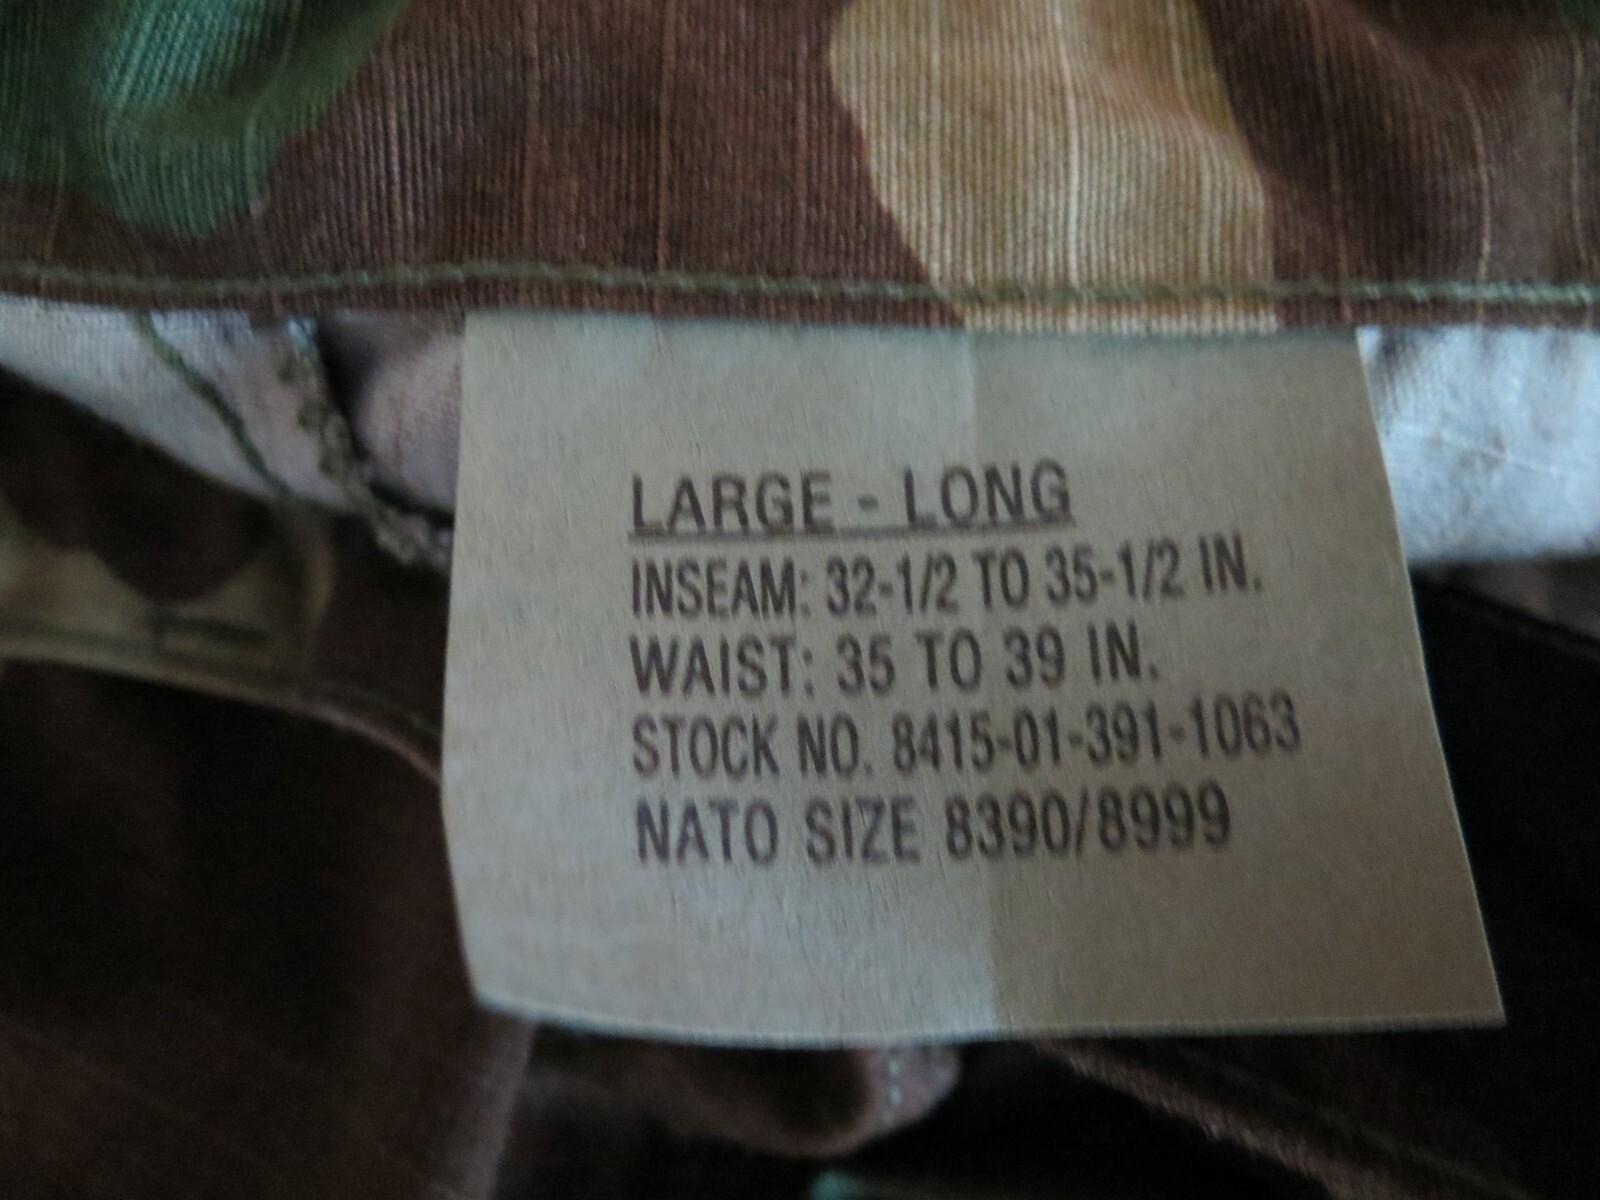 LARGE - LONG
INSEAM: 32-1/2 TO 35-1/2 IN.
WAIST: 35 TO 39 IN.
STOCK NO. 8415-01-391-1063
NATO SIZE 8390/8999